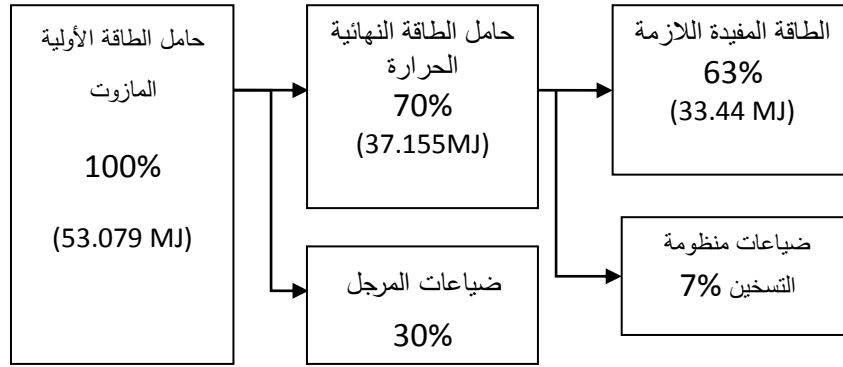 حامل الطاقة الأولية
المازوت
100%
(53.079 MJ)
حامل الطاقة النهائية
الحرارة
70%
(37.155MJ)
ضياعات المرجل
30%
الطاقة المفيدة اللازمة
63%
(33.44 MJ)
ضياعات منظومة
التسخين 7%